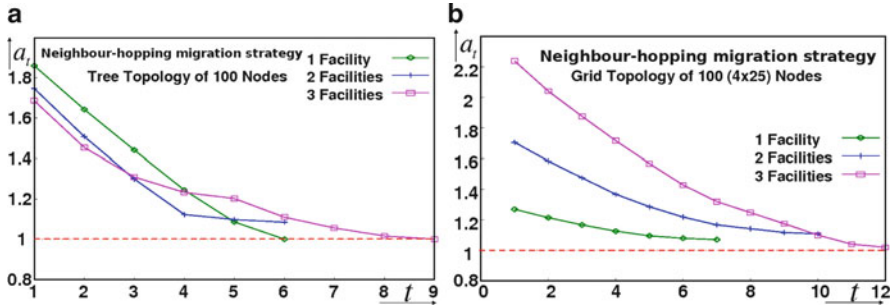 a
a_t
Neighbour-hopping migration strategy
Tree Topology of 100 Nodes
1 Facility
2 Facilities
3 Facilities
1.8
1.6
1.4
1.2
1
0.8
1 2 3 4 5 6 7 8 9
t
b
a_t
Neighbour-hopping migration strategy
Grid Topology of 100 (4x25) Nodes
1 Facility
2 Facilities
3 Facilities
2.2
2
1.8
1.6
1.4
1.2
1
0.8
0 2 4 6 8 10 12
t